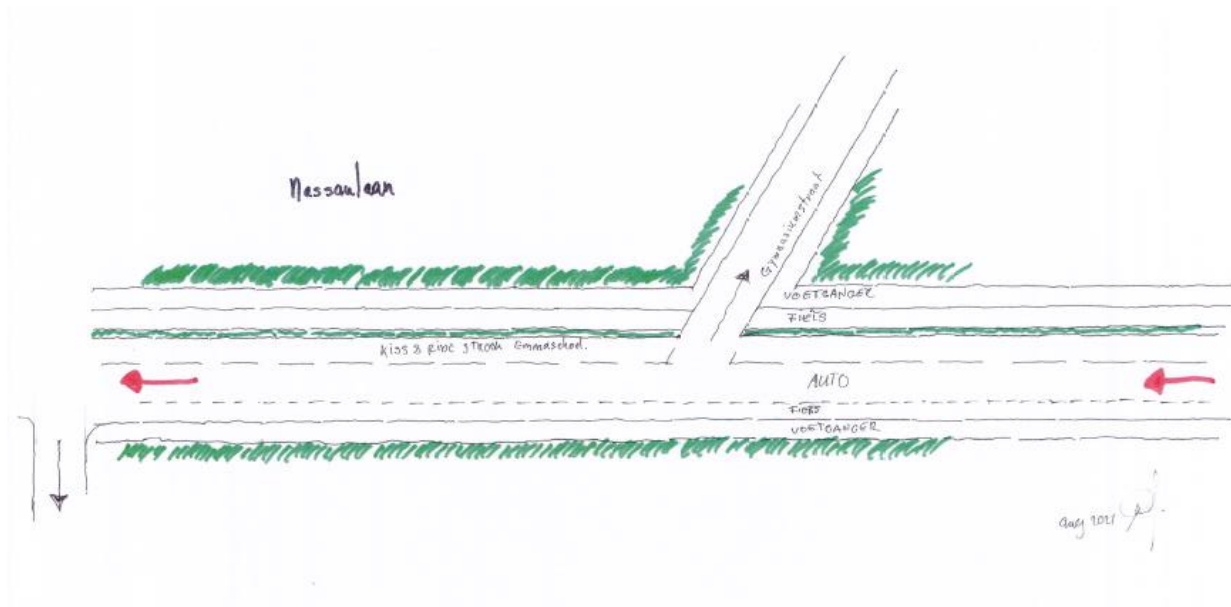 Nassaulaan
Gymnasiumstraat
VOETGANGER
FIETS
Kiss & Ride strook Emmaschool.
AUTO
FIETS
VOETGANGER
aug 2021